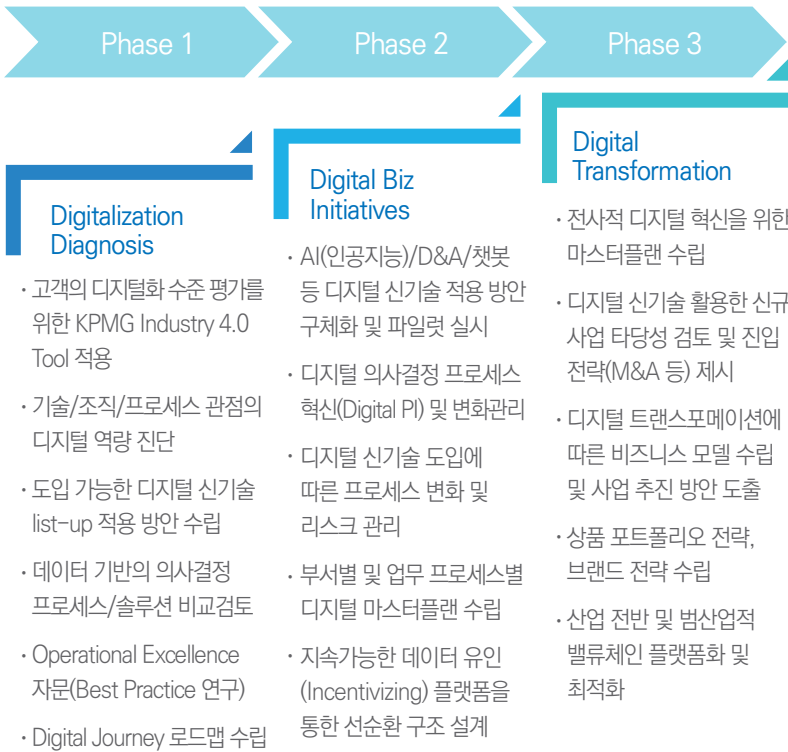 Phase 1
Phase 2
Phase 3
Digitalization
Diagnosis
· 고객의 디지털화 수준 평가를
위한 KPMG Industry 4.0
Tool 적용
· 기술/조직/프로세스 관점의
디지털 역량 진단
· 도입 가능한 디지털 신기술
list-up 적용 방안 수립
· 데이터 기반의 의사결정
프로세스/솔루션 비교검토
· Operational Excellence
자문(Best Practice 연구)
· Digital Journey 로드맵 수립
Digital Biz
Initiatives
· AI(인공지능)/D&A/챗봇
등 디지털 신기술 적용 방안
구체화 및 파일럿 실시
· 디지털 의사결정 프로세스
혁신(Digital PI) 및 변화관리
· 디지털 신기술 도입에
따른 프로세스 변화 및
리스크 관리
· 부서별 및 업무 프로세스별
디지털 마스터플랜 수립
· 지속가능한 데이터 유인
(Incentivizing) 플랫폼을
통한 선순환 구조 설계
Digital
Transformation
· 전사적 디지털 혁신을 위한
마스터플랜 수립
· 디지털 신기술 활용한 신규
사업 타당성 검토 및 진입
전략(M&A 등) 제시
· 디지털 트랜스포메이션에
따른 비즈니스 모델 수립
및 사업 추진 방안 도출
· 상품 포트폴리오 전략,
브랜드 전략 수립
· 산업 전반 및 범산업적
밸류체인 플랫폼화 및
최적화